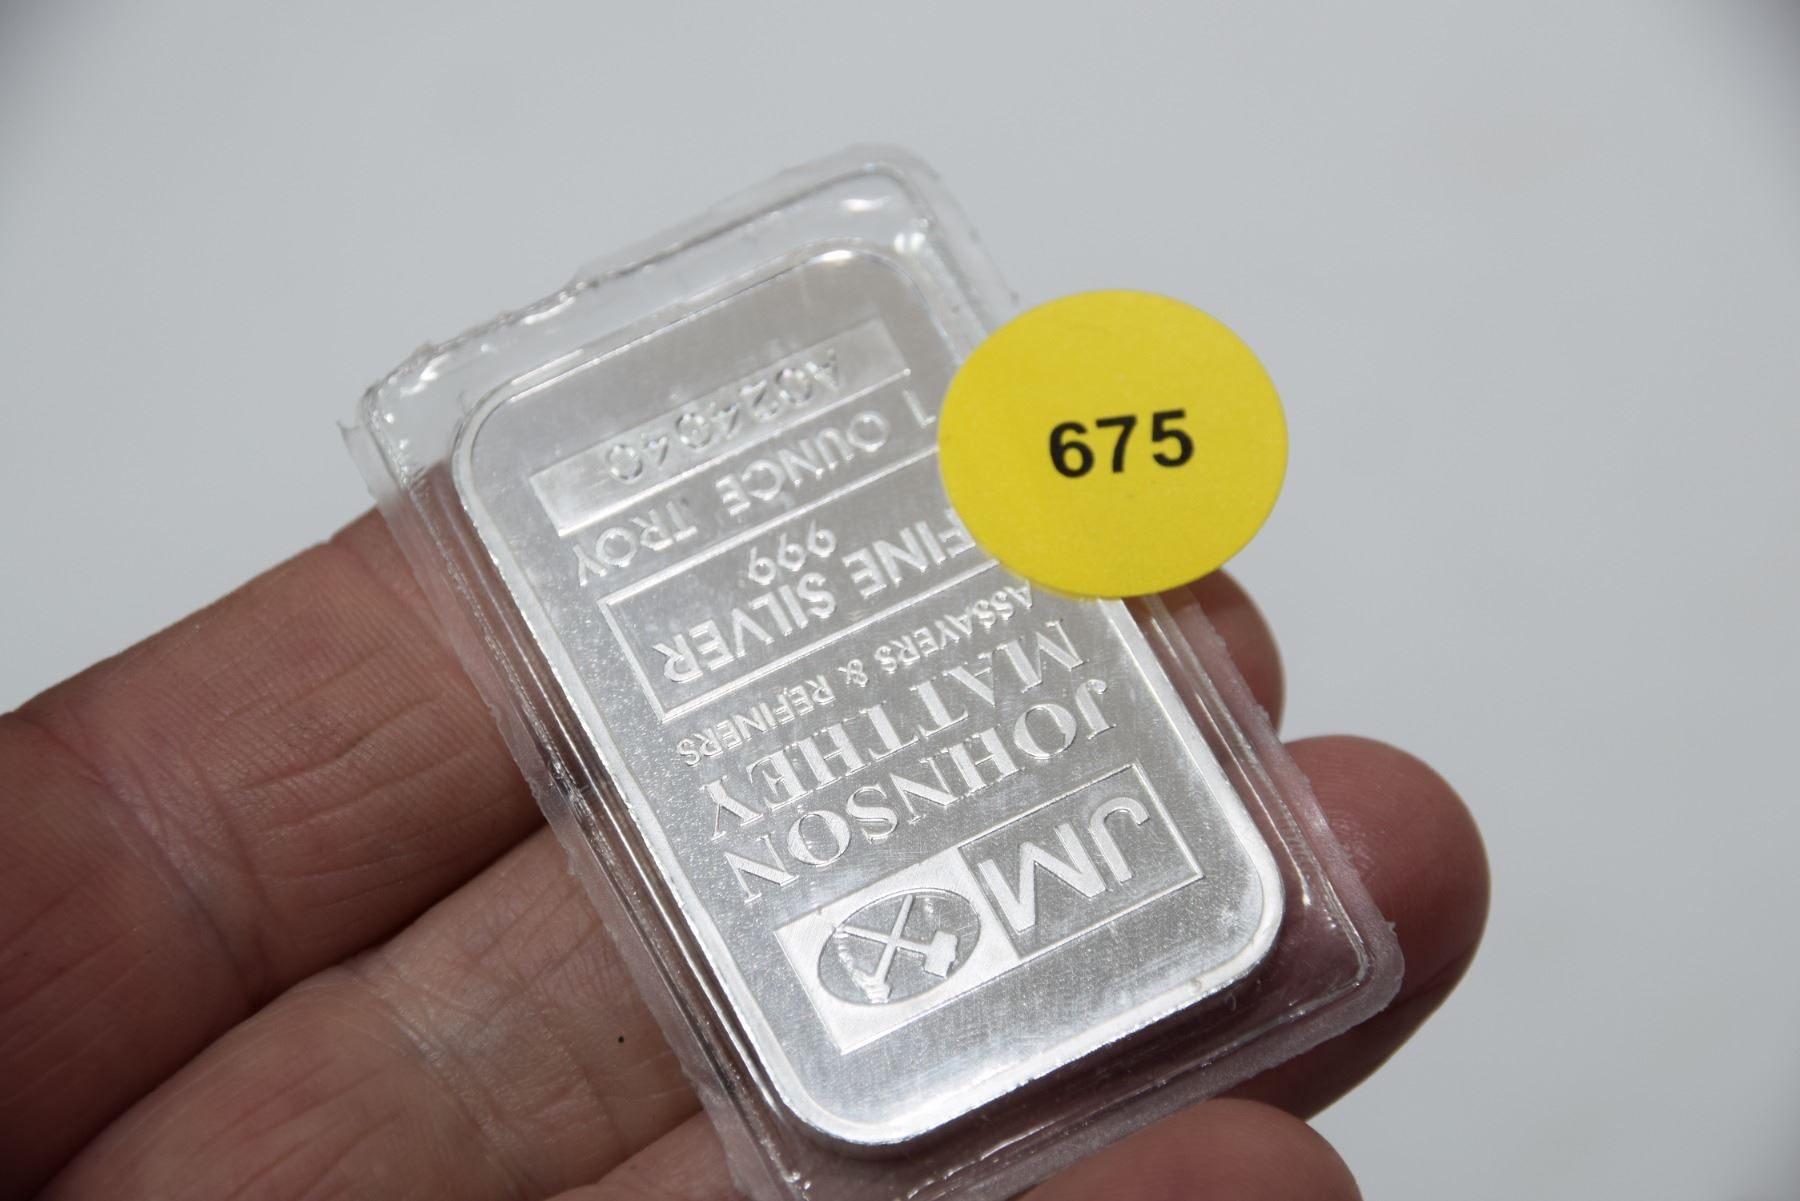 JM
JOHNSON
MATTHEY
ASSAYERS & REFINERS
FINE SILVER
999
1 OUNCE TROY
A024040
675